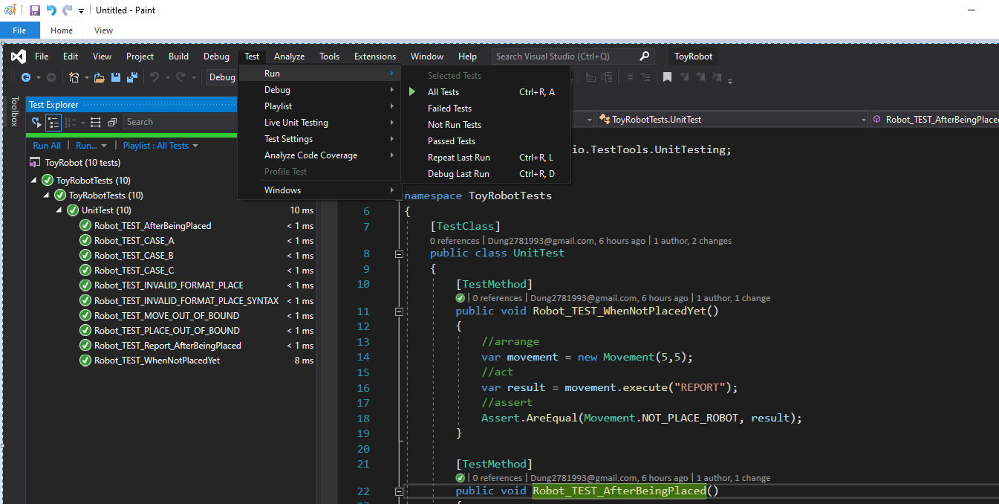 Untitled - Paint
File Home View
File Edit View Project Build Debug Test Analyze Tools Extensions Window Help Search Visual Studio (Ctrl+Q) ToyRobot
Debug
Run
Debug
Playlist
Live Unit Testing
Test Settings
Analyze Code Coverage
Profile Test
Windows
Selected Tests
All Tests Ctrl+R, A
Failed Tests
Not Run Tests
Passed Tests
Repeat Last Run Ctrl+R, L
Debug Last Run Ctrl+R, D
Toolbox
Test Explorer
Search
Run All | Run... Playlist : All Tests
ToyRobot (10 tests)
ToyRobotTests (10)
ToyRobotTests (10)
UnitTest (10) 10 ms
Robot_TEST_AfterBeingPlaced < 1 ms
Robot_TEST_CASE_A < 1 ms
Robot_TEST_CASE_B < 1 ms
Robot_TEST_CASE_C < 1 ms
Robot_TEST_INVALID_FORMAT_PLACE < 1 ms
Robot_TEST_INVALID_FORMAT_PLACE_SYNTAX < 1 ms
Robot_TEST_MOVE_OUT_OF_BOUND < 1 ms
Robot_TEST_PLACE_OUT_OF_BOUND < 1 ms
Robot_TEST_Report_AfterBeingPlaced < 1 ms
Robot_TEST_WhenNotPlacedYet 8 ms
ToyRobotTests.UnitTest Robot_TEST_AfterBeingPlace
io.TestTools.UnitTesting;
namespace ToyRobotTests
6 {
7 [TestClass]
0 references | Dung2781993@gmail.com, 6 hours ago | 1 author, 2 changes
8 public class UnitTest
9 {
10 [TestMethod]
| 0 references | Dung2781993@gmail.com, 6 hours ago | 1 author, 1 change
11 public void Robot_TEST_WhenNotPlacedYet()
12 {
13 //arrange
14 var movement = new Movement(5,5);
15 //act
16 var result = movement.execute("REPORT");
17 //assert
18 Assert.AreEqual(Movement.NOT_PLACE_ROBOT, result);
19 }
20
21 [TestMethod]
| 0 references | Dung2781993@gmail.com, 6 hours ago | 1 author, 1 change
22 public void Robot_TEST_AfterBeingPlaced()